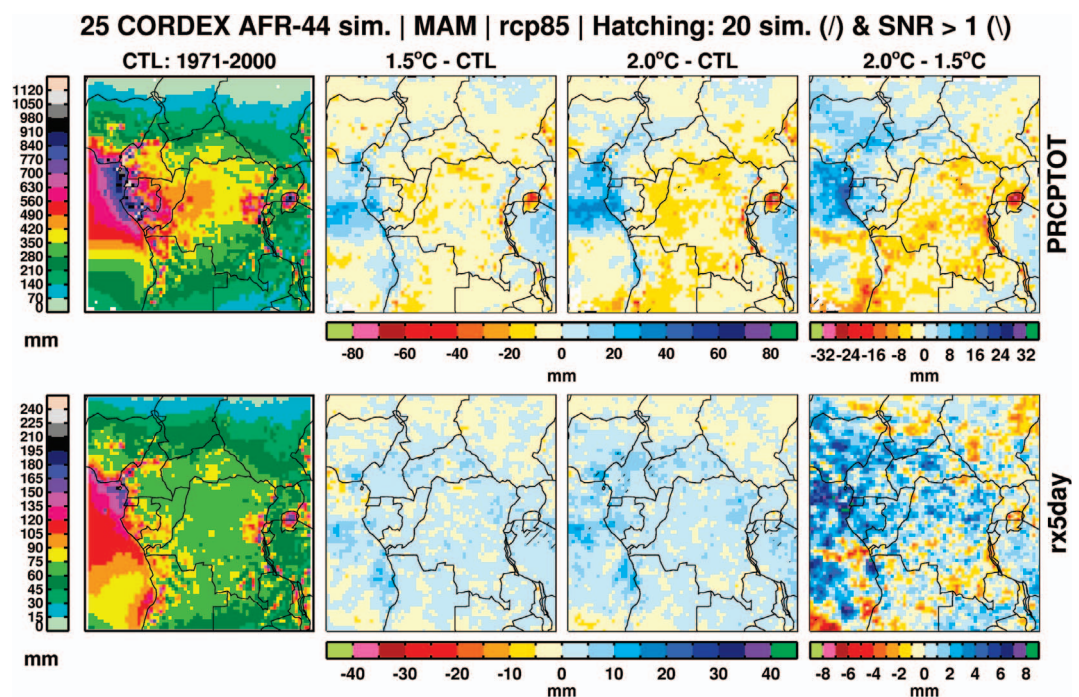 25 CORDEX AFR-44 sim. | MAM | rcp85 | Hatching: 20 sim. (/) & SNR > 1 (\)
CTL: 1971-2000
1.5ºC - CTL
2.0ºC - CTL
2.0ºC - 1.5ºC
1120
1050
980
910
840
770
700
630
560
490
420
350
280
210
140
70
0
mm
PRCPTOT
-80 -60 -40 -20 0 20 40 60 80
mm
-32 -24 -16 -8 0 8 16 24 32
mm
240
225
210
195
180
165
150
135
120
105
90
75
60
45
30
15
0
mm
rx5day
-40 -30 -20 -10 0 10 20 30 40
mm
-8 -6 -4 -2 0 2 4 6 8
mm